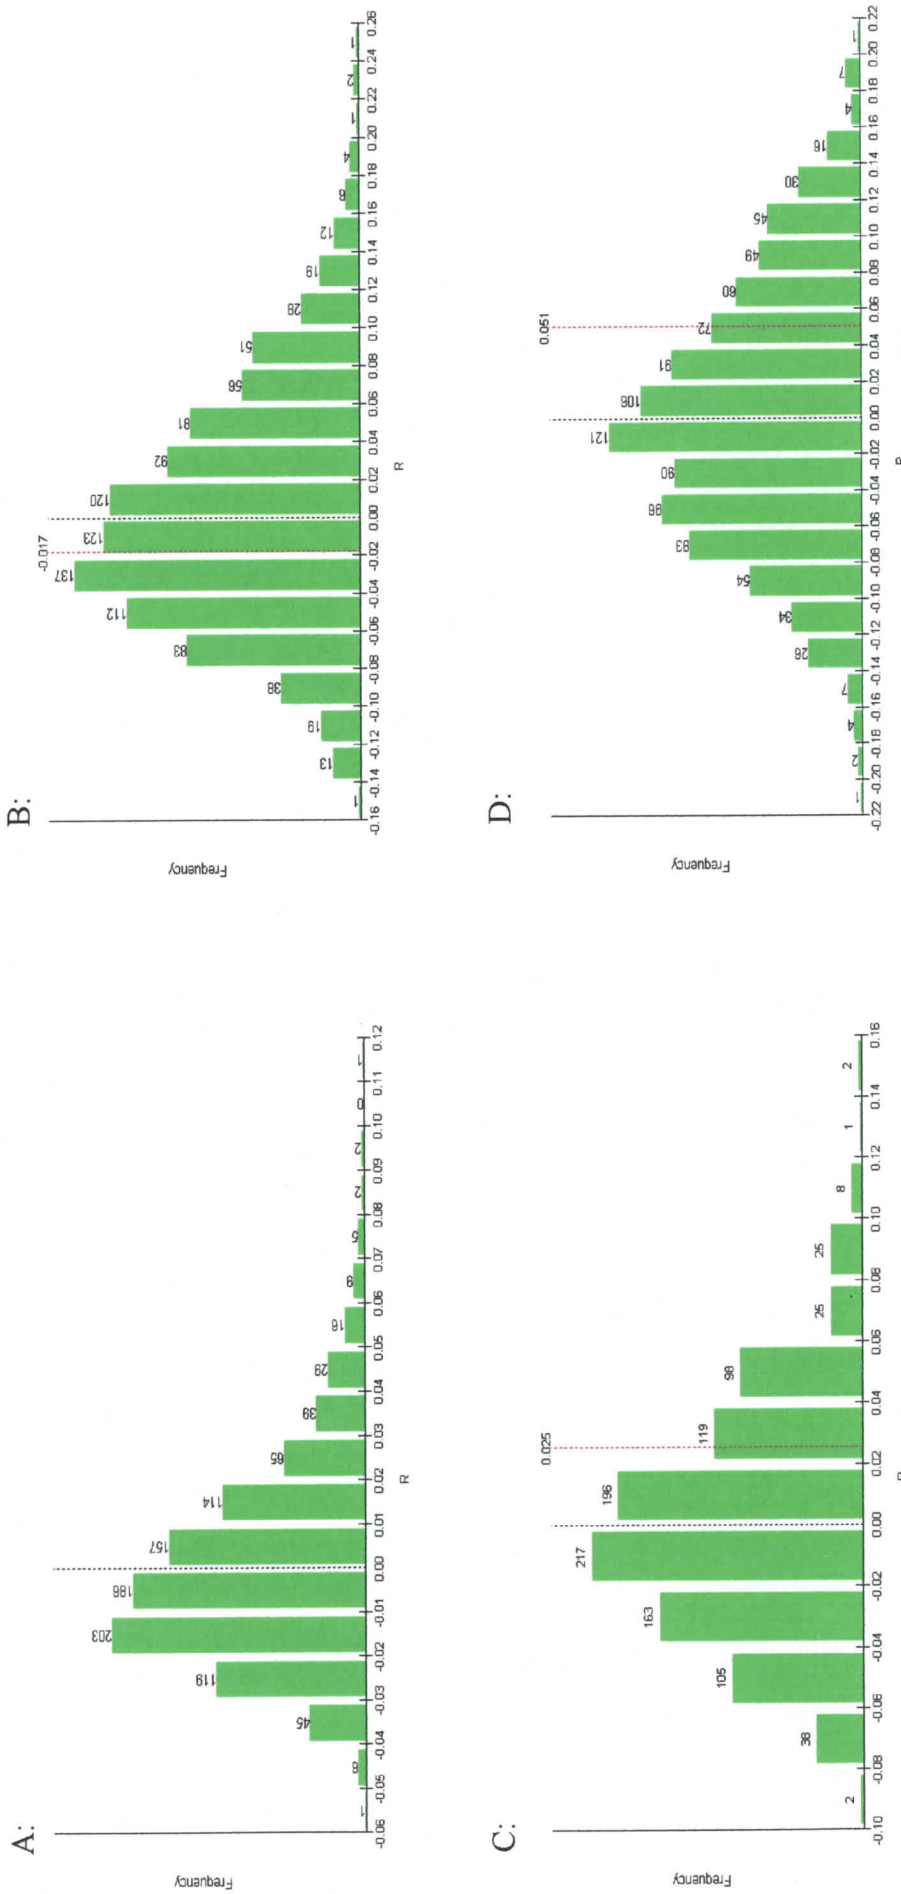 A:
Frequency
1 6 45 119 203 186 157 114 65 39 29 16 9 5 2 2 0 1
-0.06 -0.05 -0.04 -0.03 -0.02 -0.01 0.00 0.01 0.02 0.03 0.04 0.05 0.06 0.07 0.08 0.09 0.10 0.11 0.12
R
B:
Frequency
-0.017
1 13 19 38 83 112 137 123 120 92 81 56 51 28 19 12 6 4 1 2 1
-0.16 -0.14 -0.12 -0.10 -0.08 -0.06 -0.04 -0.02 0.00 0.02 0.04 0.06 0.08 0.10 0.12 0.14 0.16 0.18 0.20 0.22 0.24 0.26
R
C:
Frequency
0.025
2 38 105 163 217 196 119 98 25 25 8 1 2
-0.10 -0.08 -0.06 -0.04 -0.02 0.00 0.02 0.04 0.06 0.08 0.10 0.12 0.14 0.16
R
D:
Frequency
0.051
1 2 4 7 26 34 54 83 96 90 121 106 91 72 60 49 45 30 16 4 7 1
-0.22 -0.20 -0.18 -0.16 -0.14 -0.12 -0.10 -0.08 -0.06 -0.04 -0.02 0.00 0.02 0.04 0.06 0.08 0.10 0.12 0.14 0.16 0.18 0.20 0.22
R